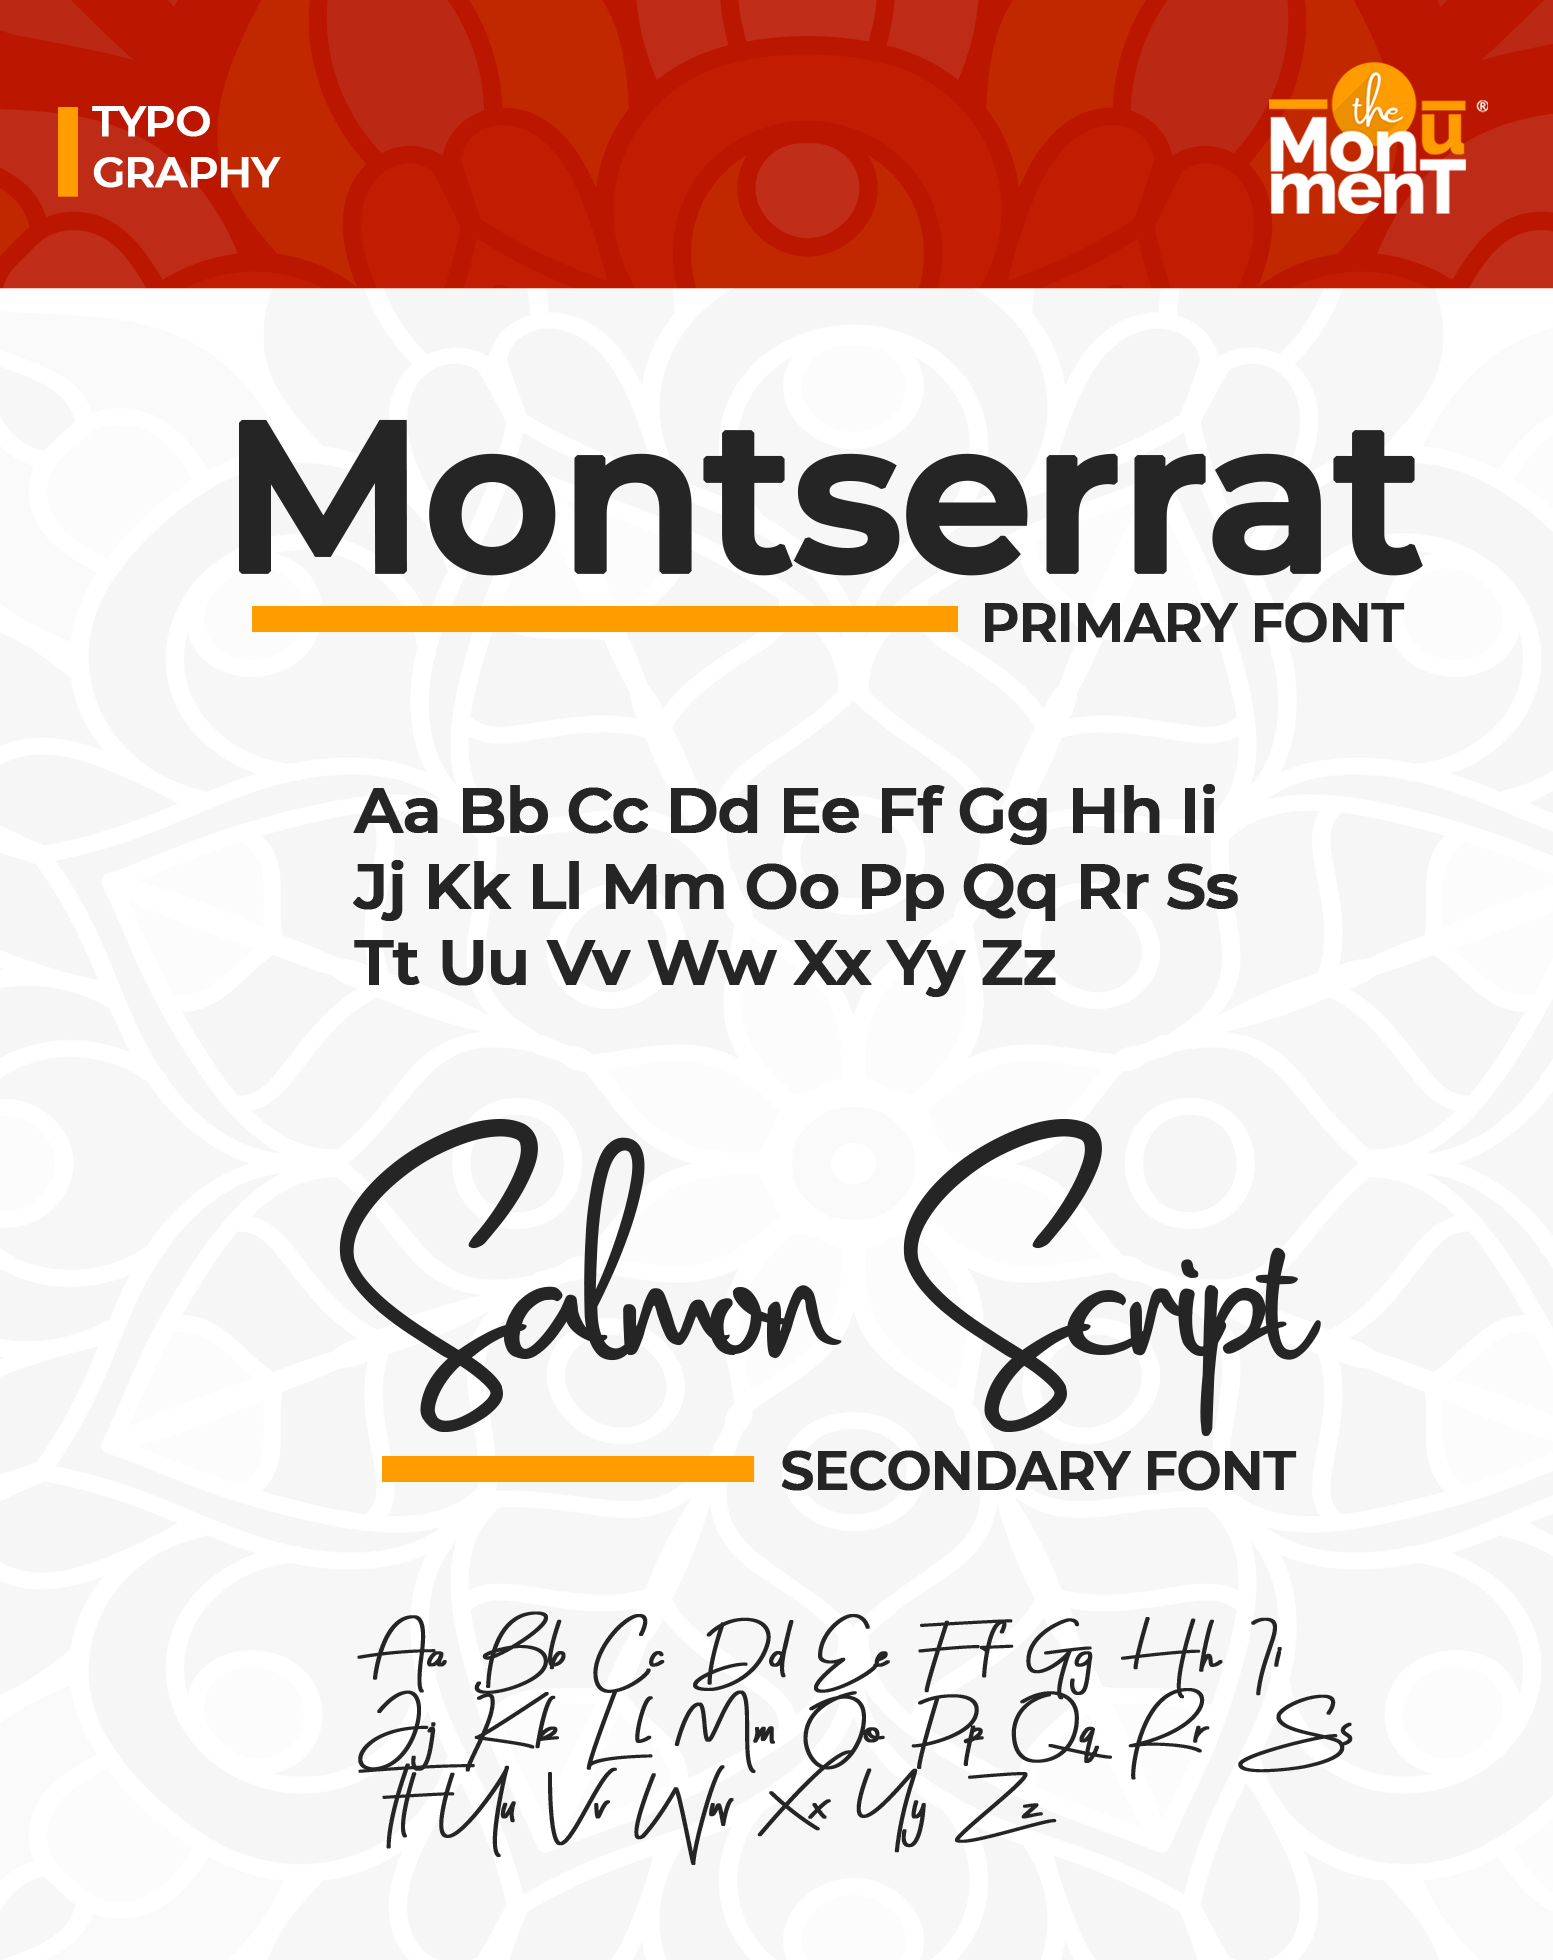 TYPO
GRAPHY
the
Monu
menT
®
Montserrat
PRIMARY FONT
Aa Bb Cc Dd Ee Ff Gg Hh Ii
Jj Kk Ll Mm Oo Pp Qq Rr Ss
Tt Uu Vv Ww Xx Yy Zz
Salmon Script
SECONDARY FONT
Aa Bb Cc Dd Ee Ff Gg Hh Ii
Jj Kk Ll Mm Oo Pp Qq Rr Ss
Tt Uu Vv Ww Xx Yy Zz